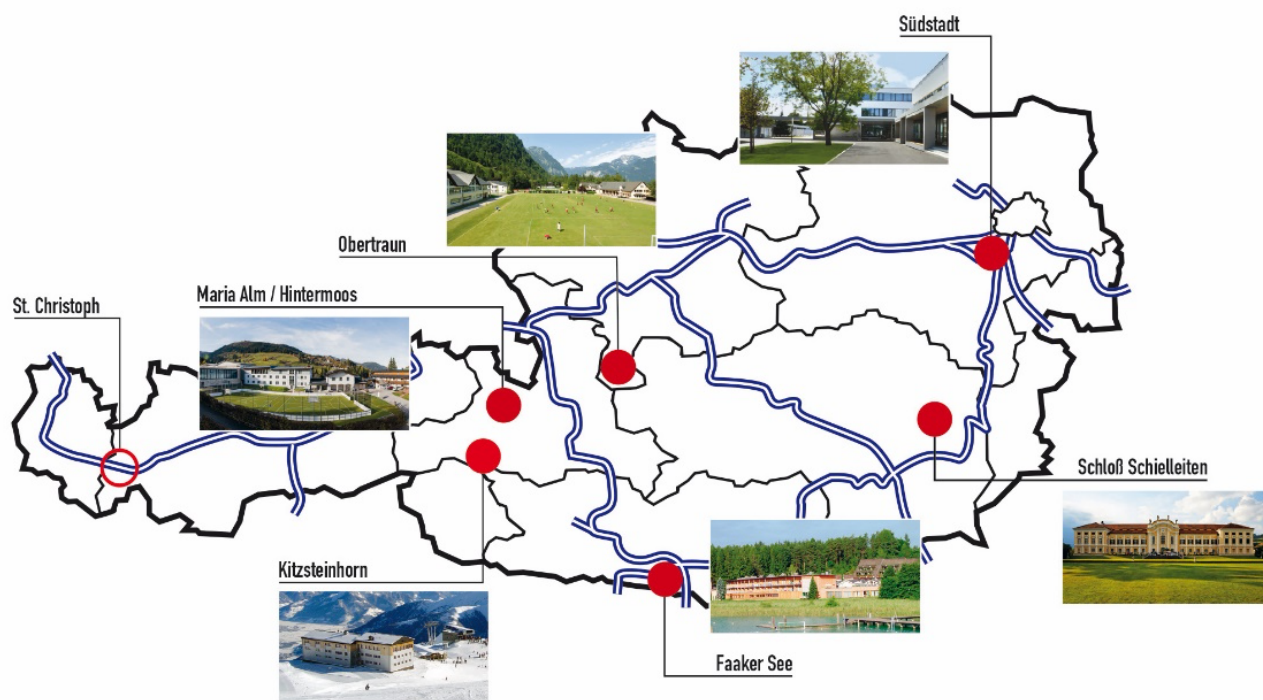 Südstadt
Obertraun
Maria Alm / Hintermoos
St. Christoph
Schloß Schielleiten
Kitzsteinhorn
Faaker See